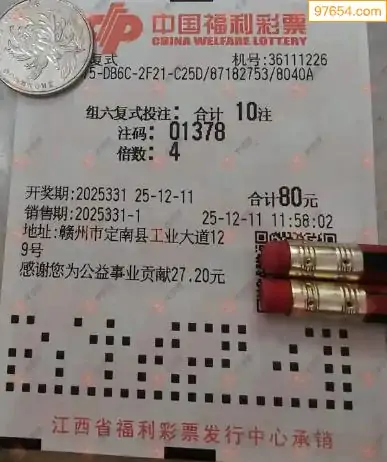 97654.com
中国福利彩票
CHINA WELFARE LOTTERY
复式 机号:36111226
5-DB6C-2F21-C25D/87182753/8040A
组六复式投注: 合计 10注
注码: 01378
倍数: 4
开奖期:2025331 25-12-11 合计80元
销售期:2025331-1 25-12-11 11:58:02
地址:赣州市定南县工业大道12
9号
感谢您为公益事业贡献27.20元
江西省福利彩票发行中心承销